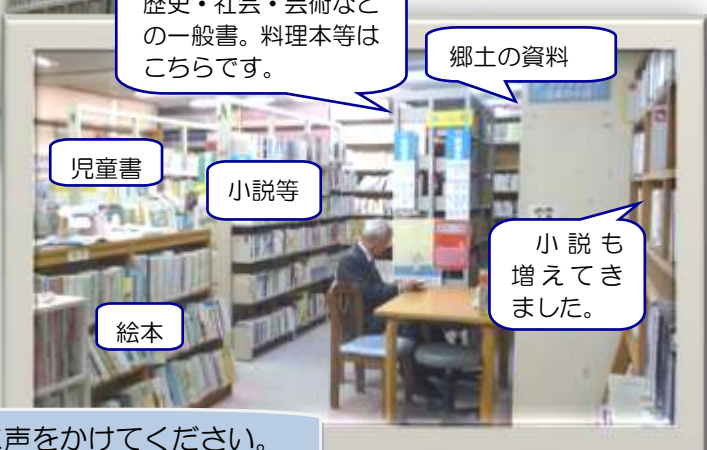 歴史・社会・芸術など
の一般書。料理本等は
こちらです。
郷土の資料
児童書
小説等
小説も
増えてき
ました。
絵本
声をかけてください。